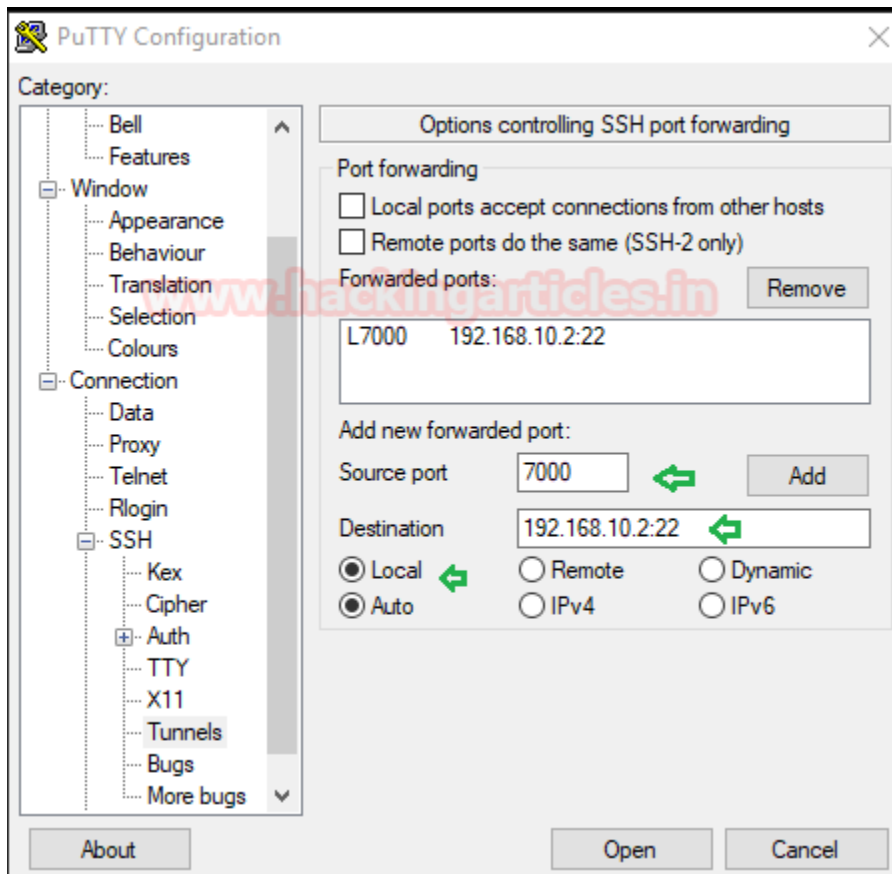 PuTTY Configuration
Category:
Bell
Features
Window
Appearance
Behaviour
Translation
Selection
Colours
Connection
Data
Proxy
Telnet
Rlogin
SSH
Kex
Cipher
Auth
TTY
X11
Tunnels
Bugs
More bugs
Options controlling SSH port forwarding
Port forwarding
Local ports accept connections from other hosts
Remote ports do the same (SSH-2 only)
Forwarded ports:
Remove
www.hackingarticles.in
L7000 192.168.10.2:22
Add new forwarded port:
Source port 7000 Add
Destination 192.168.10.2:22
Local Remote Dynamic
Auto IPv4 IPv6
About Open Cancel